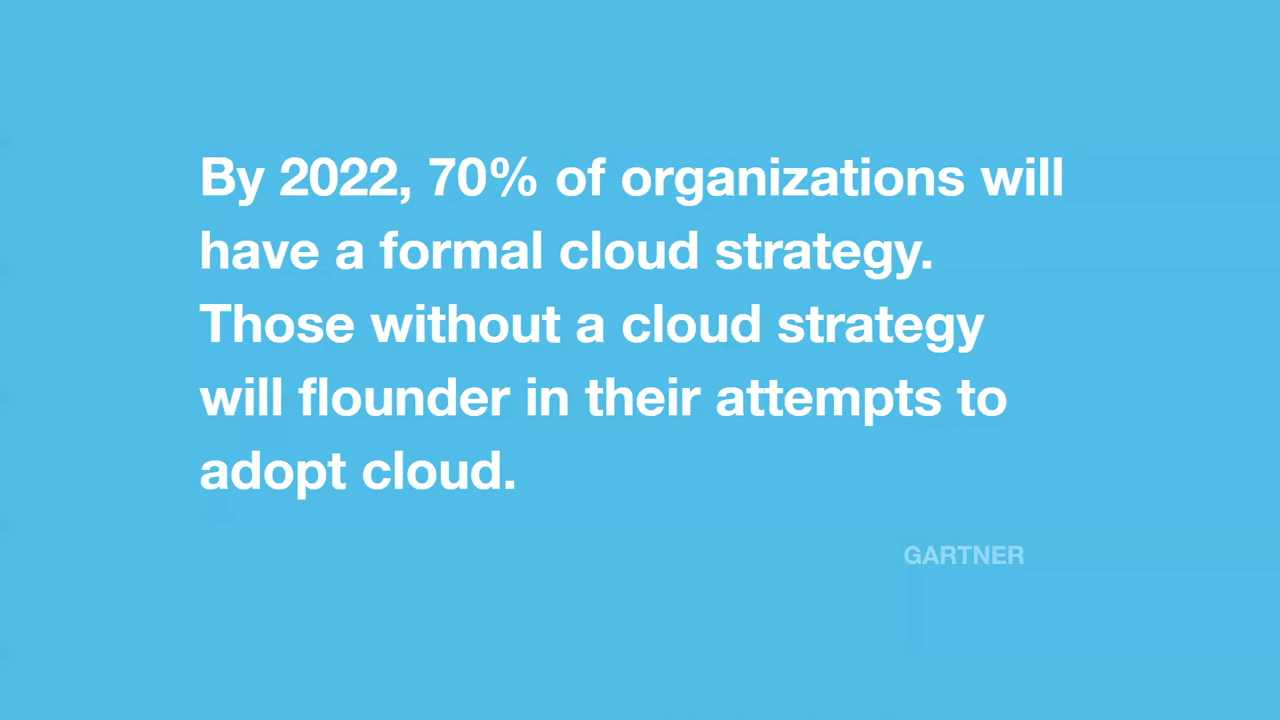 By 2022, 70% of organizations will
have a formal cloud strategy.
Those without a cloud strategy
will flounder in their attempts to
adopt cloud.
GARTNER